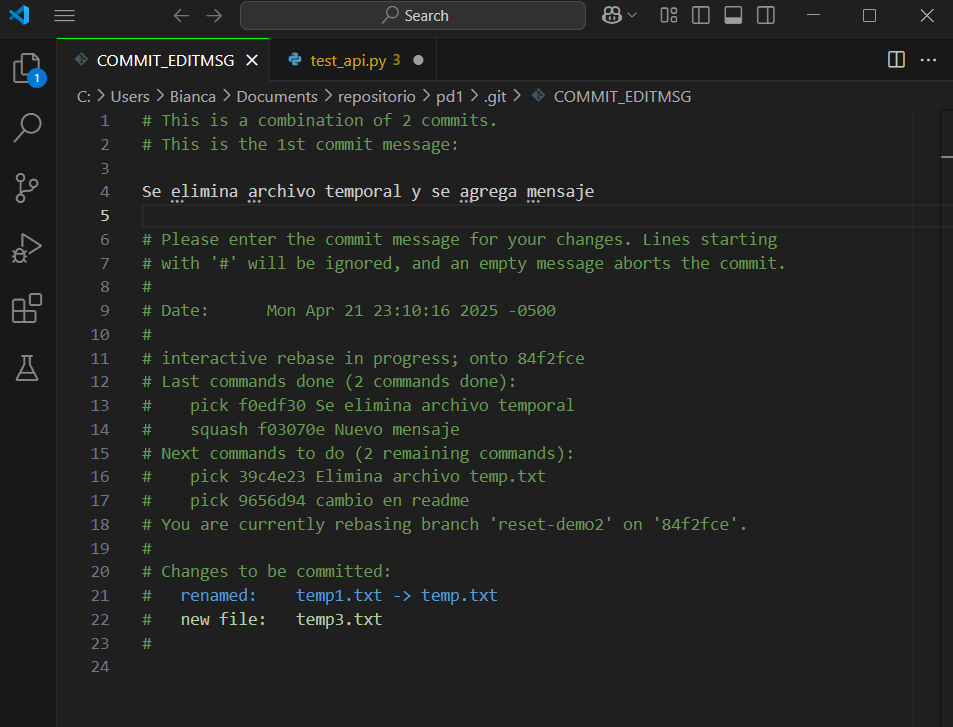 Search
COMMIT_EDITMSG
test_api.py 3
1
C: > Users > Bianca > Documents > repositorio > pd1 > .git > COMMIT_EDITMSG
1 # This is a combination of 2 commits.
2 # This is the 1st commit message:
3
4 Se elimina archivo temporal y se agrega mensaje
5
6 # Please enter the commit message for your changes. Lines starting
7 # with '#' will be ignored, and an empty message aborts the commit.
8 #
9 # Date:      Mon Apr 21 23:10:16 2025 -0500
10 #
11 # interactive rebase in progress; onto 84f2fce
12 # Last commands done (2 commands done):
13 #    pick f0edf30 Se elimina archivo temporal
14 #    squash f03070e Nuevo mensaje
15 # Next commands to do (2 remaining commands):
16 #    pick 39c4e23 Elimina archivo temp.txt
17 #    pick 9656d94 cambio en readme
18 # You are currently rebasing branch 'reset-demo2' on '84f2fce'.
19 #
20 # Changes to be committed:
21 #   renamed:    temp1.txt -> temp.txt
22 #   new file:   temp3.txt
23 #
24